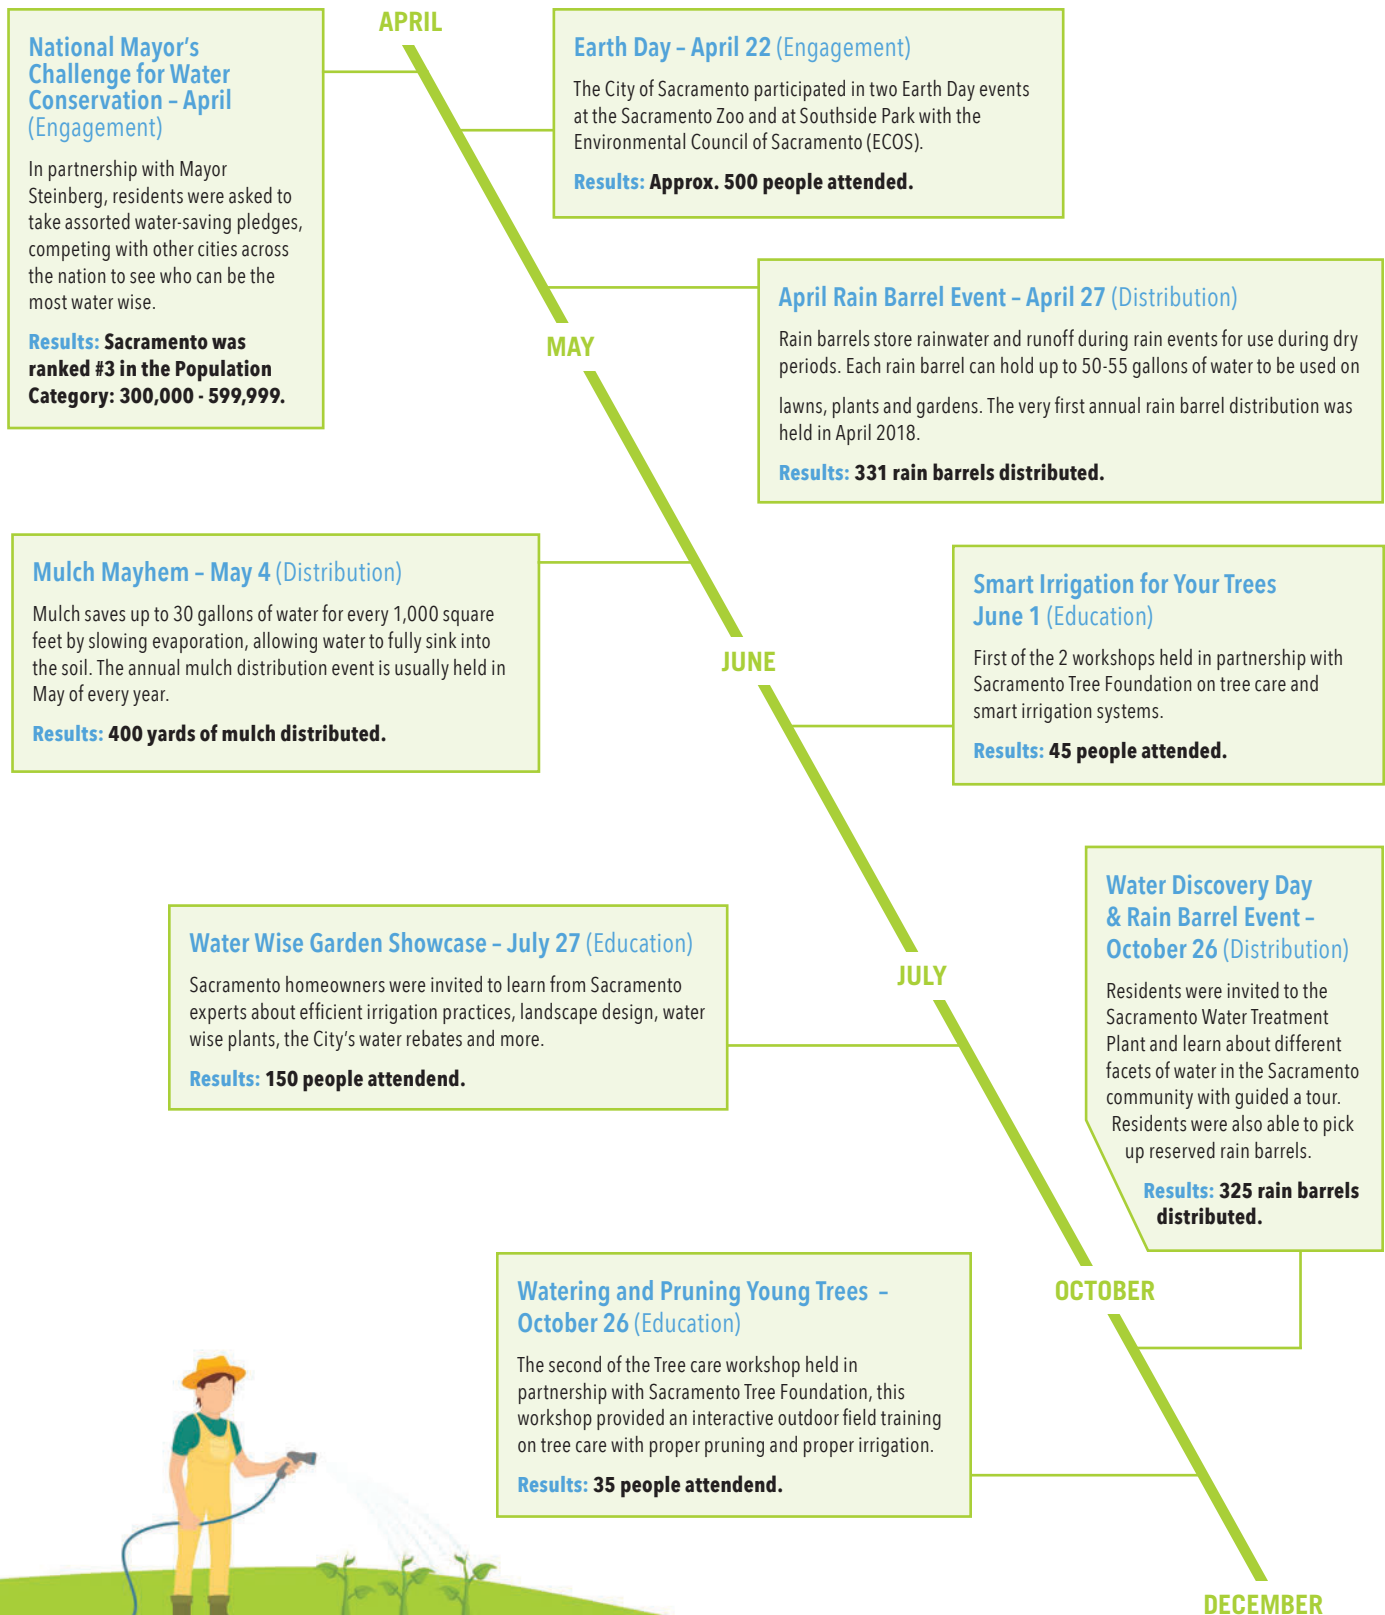 APRIL
National Mayor's
Challenge for Water
Conservation – April
(Engagement)
In partnership with Mayor
Steinberg, residents were asked to
take assorted water-saving pledges,
competing with other cities across
the nation to see who can be the
most water wise.
Results: Sacramento was
ranked #3 in the Population
Category: 300,000 - 599,999.
Earth Day – April 22 (Engagement)
The City of Sacramento participated in two Earth Day events
at the Sacramento Zoo and at Southside Park with the
Environmental Council of Sacramento (ECOS).
Results: Approx. 500 people attended.
April Rain Barrel Event – April 27 (Distribution)
Rain barrels store rainwater and runoff during rain events for use during dry
periods. Each rain barrel can hold up to 50-55 gallons of water to be used on
lawns, plants and gardens. The very first annual rain barrel distribution was
held in April 2018.
Results: 331 rain barrels distributed.
MAY
Mulch Mayhem – May 4 (Distribution)
Mulch saves up to 30 gallons of water for every 1,000 square
feet by slowing evaporation, allowing water to fully sink into
the soil. The annual mulch distribution event is usually held in
May of every year.
Results: 400 yards of mulch distributed.
JUNE
Smart Irrigation for Your Trees
June 1 (Education)
First of the 2 workshops held in partnership with
Sacramento Tree Foundation on tree care and
smart irrigation systems.
Results: 45 people attended.
JULY
Water Wise Garden Showcase – July 27 (Education)
Sacramento homeowners were invited to learn from Sacramento
experts about efficient irrigation practices, landscape design, water
wise plants, the City's water rebates and more.
Results: 150 people attendend.
OCTOBER
Water Discovery Day
& Rain Barrel Event –
October 26 (Distribution)
Residents were invited to the
Sacramento Water Treatment
Plant and learn about different
facets of water in the Sacramento
community with guided a tour.
Residents were also able to pick
up reserved rain barrels.
Results: 325 rain barrels
distributed.
Watering and Pruning Young Trees –
October 26 (Education)
The second of the Tree care workshop held in
partnership with Sacramento Tree Foundation, this
workshop provided an interactive outdoor field training
on tree care with proper pruning and proper irrigation.
Results: 35 people attendend.
DECEMBER